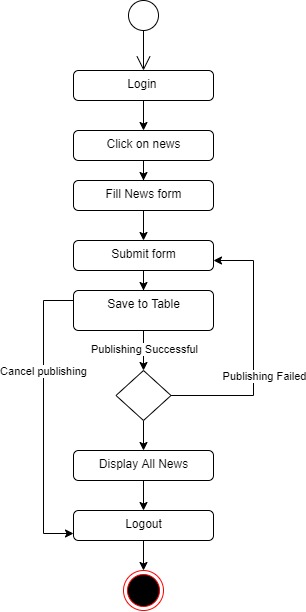 Login
Click on news
Fill News form
Submit form
Save to Table
Publishing Successful
Cancel publishing
Publishing Failed
Display All News
Logout